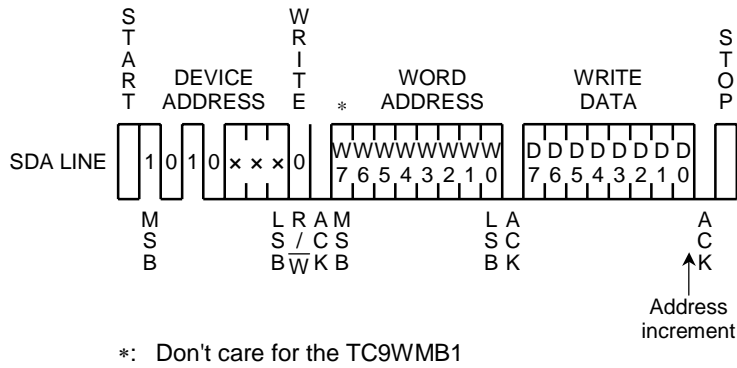 START
WRITE
STOP
DEVICE
ADDRESS
*
WORD
ADDRESS
WRITE
DATA
SDA LINE
1 0 1 0 × × × 0
W W W W W W W W
7 6 5 4 3 2 1 0
D D D D D D D D
7 6 5 4 3 2 1 0
MSB
LSB
R/W̅
ACK
MSB
LSB
ACK
ACK
Address
increment
*: Don't care for the TC9WMB1